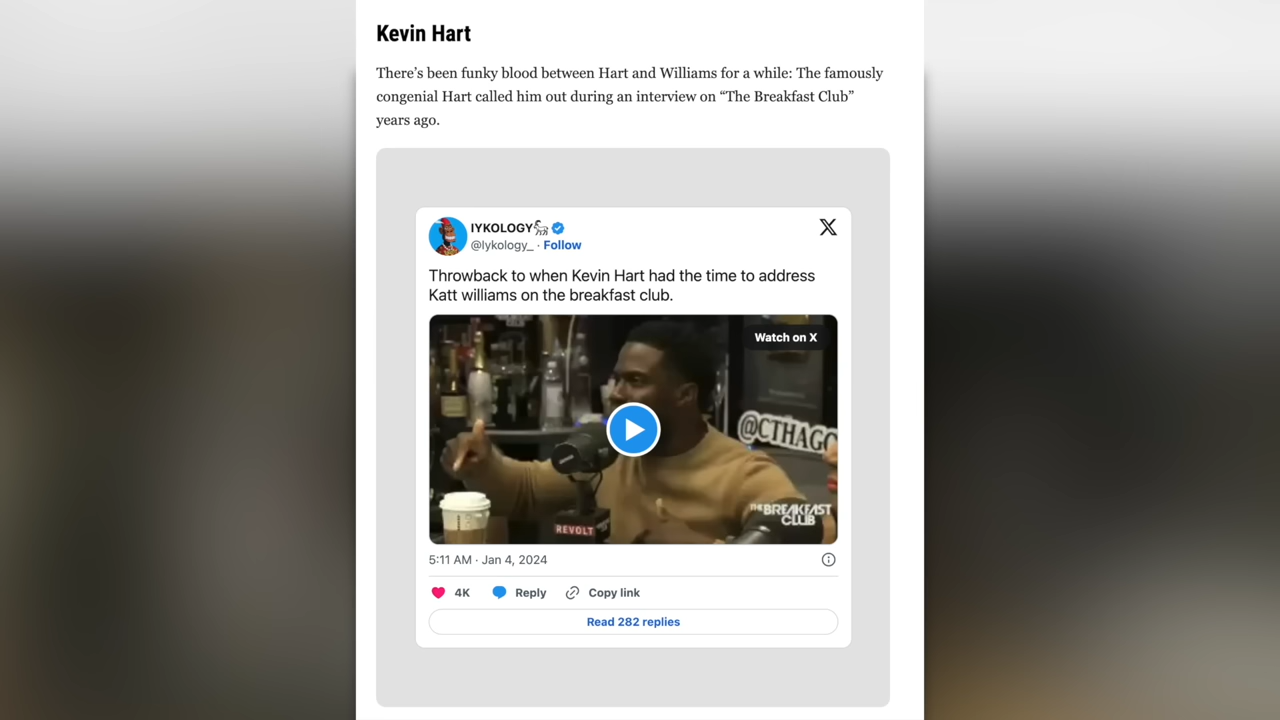 Kevin Hart
There’s been funky blood between Hart and Williams for a while: The famously
congenial Hart called him out during an interview on “The Breakfast Club”
years ago.
IYKOLOGY
@lykology_ · Follow
X
Throwback to when Kevin Hart had the time to address
Katt williams on the breakfast club.
Watch on X
@CTHAGO
THE BREAKFAST
CLUB
REVOLT
5:11 AM · Jan 4, 2024
4K Reply Copy link
Read 282 replies